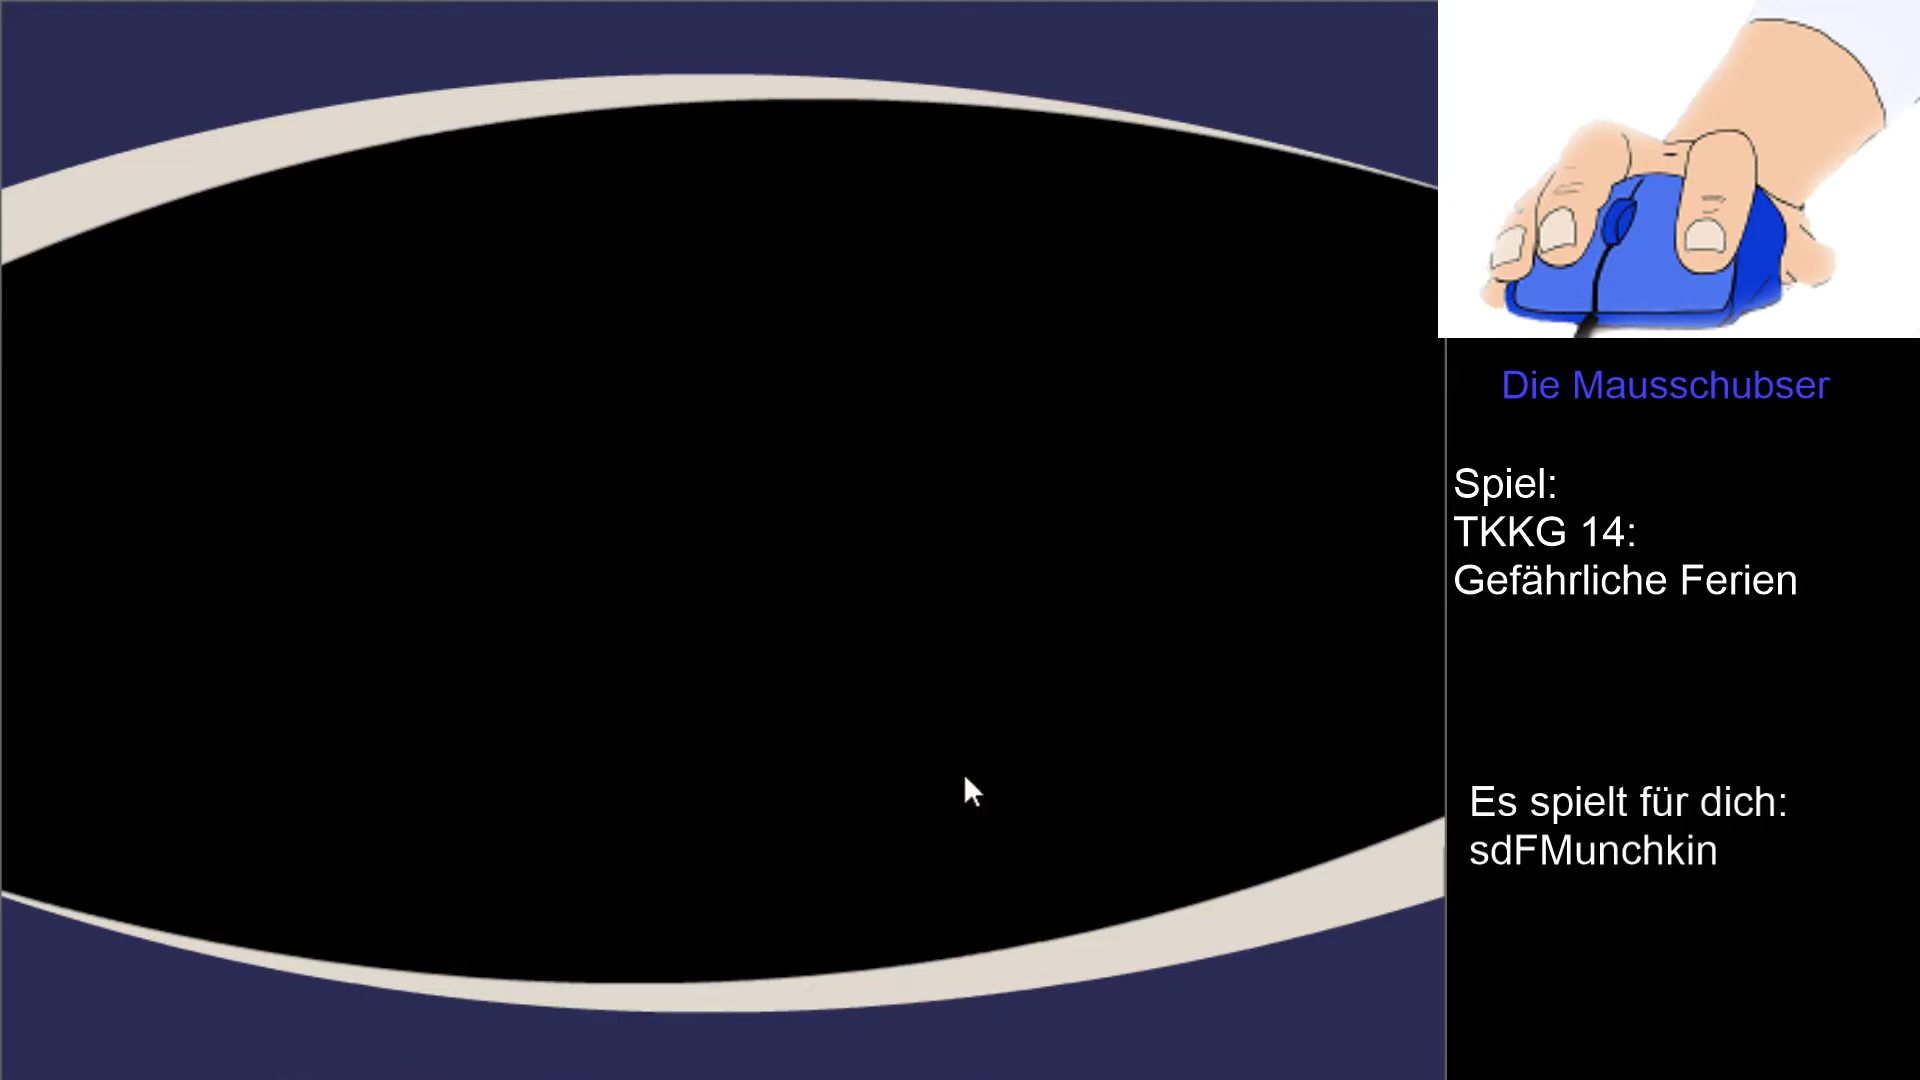 Die Mausschubser
Spiel:
TKKG 14:
Gefährliche Ferien
Es spielt für dich:
sdFMunchkin